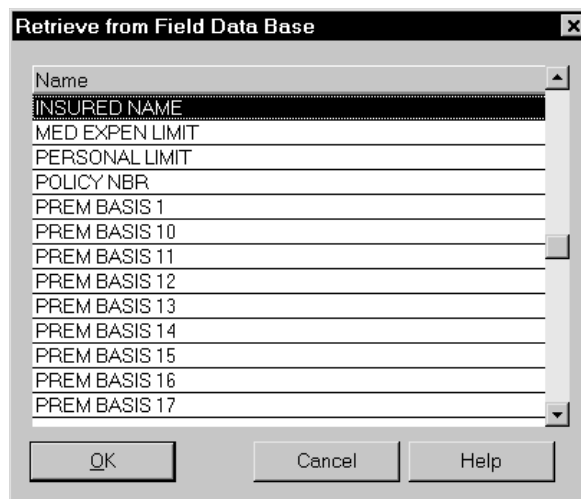 Retrieve from Field Data Base
Name
INSURED NAME
MED EXPEN LIMIT
PERSONAL LIMIT
POLICY NBR
PREM BASIS 1
PREM BASIS 10
PREM BASIS 11
PREM BASIS 12
PREM BASIS 13
PREM BASIS 14
PREM BASIS 15
PREM BASIS 16
PREM BASIS 17
OK Cancel Help